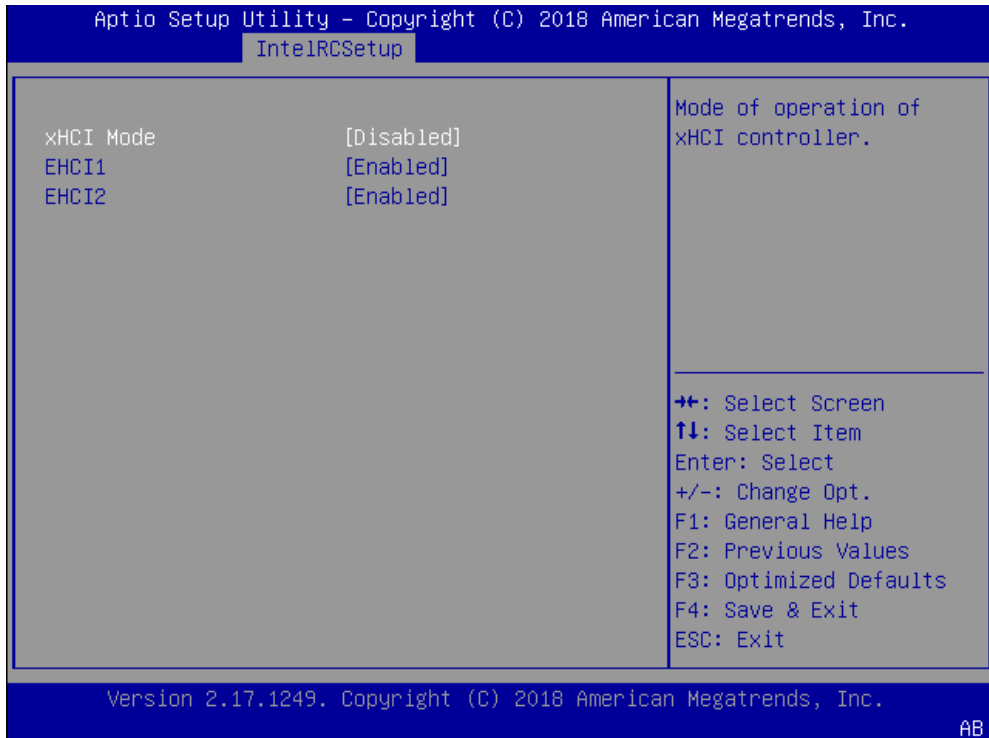 Aptio Setup Utility – Copyright (C) 2018 American Megatrends, Inc.
IntelRCSetup
xHCI Mode [Disabled]
EHCI1 [Enabled]
EHCI2 [Enabled]
Mode of operation of
xHCI controller.
→←: Select Screen
↑↓: Select Item
Enter: Select
+/-: Change Opt.
F1: General Help
F2: Previous Values
F3: Optimized Defaults
F4: Save & Exit
ESC: Exit
Version 2.17.1249. Copyright (C) 2018 American Megatrends, Inc.
AB